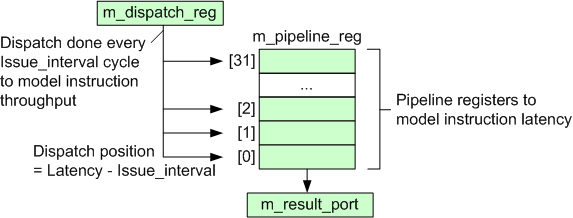 m_dispatch_reg
Dispatch done every
Issue_interval cycle
to model instruction
throughput
m_pipeline_reg
[31]
...
[2]
[1]
[0]
Dispatch position
= Latency - Issue_interval
Pipeline registers to
model instruction latency
m_result_port